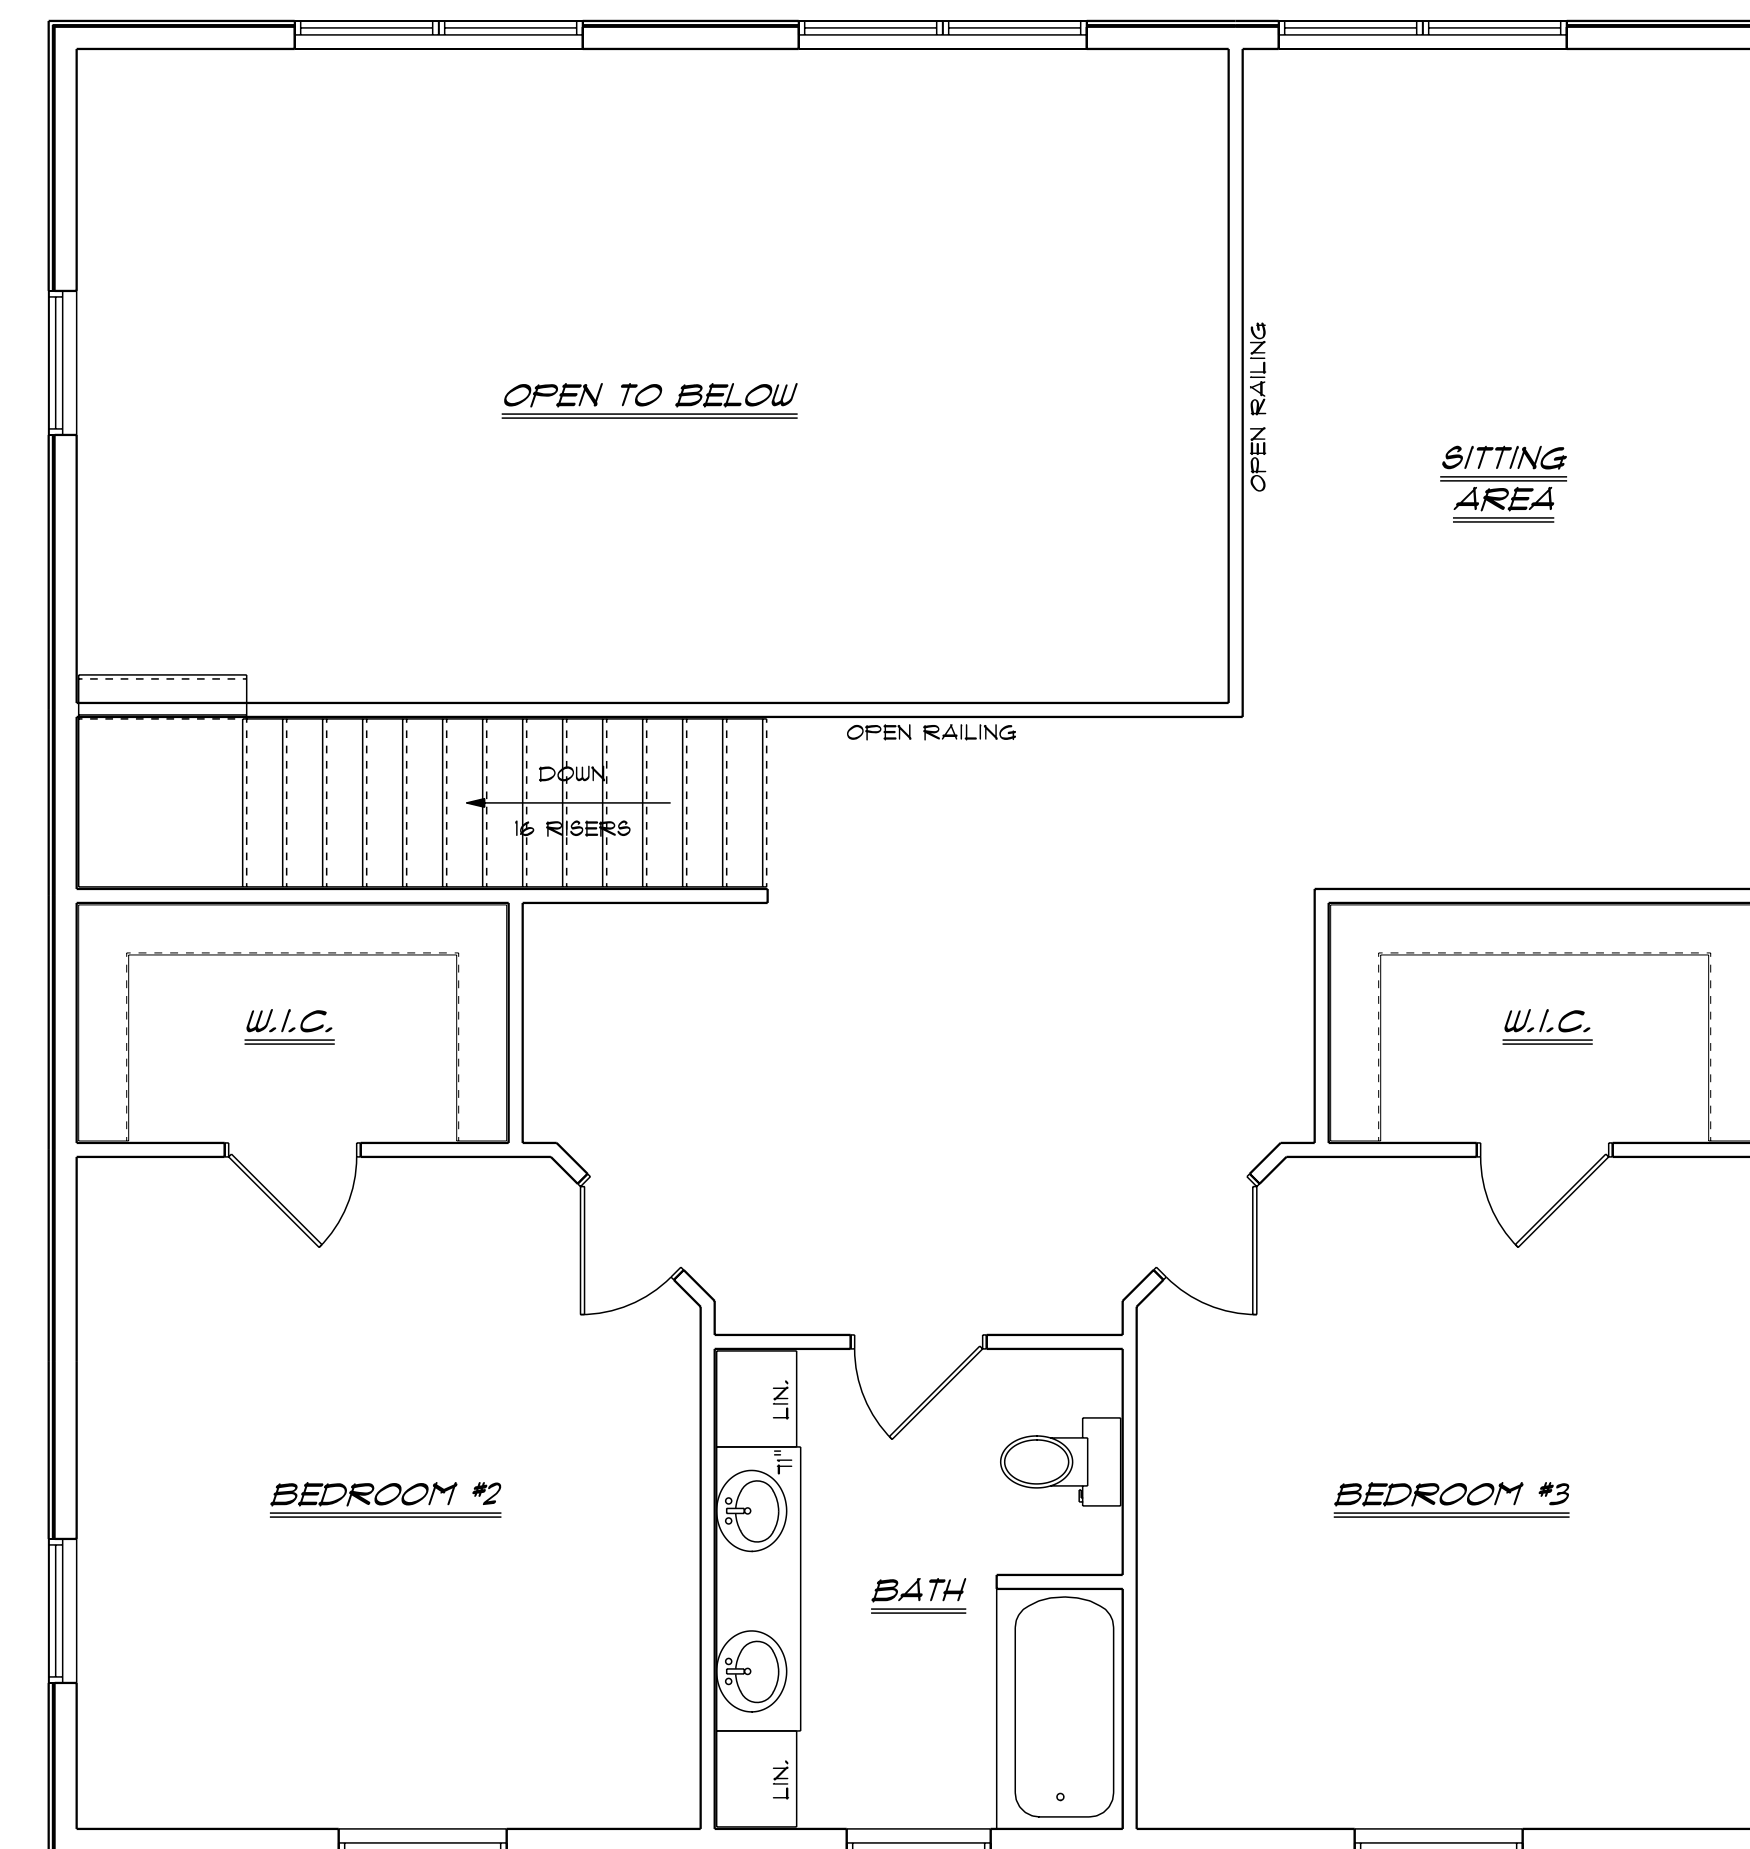 OPEN TO BELOW
OPEN RAILING
SITTING
AREA
OPEN RAILING
DOWN
16 RISERS
W.I.C.
W.I.C.
LIN.
71"
BEDROOM #2
BEDROOM #3
BATH
LIN.